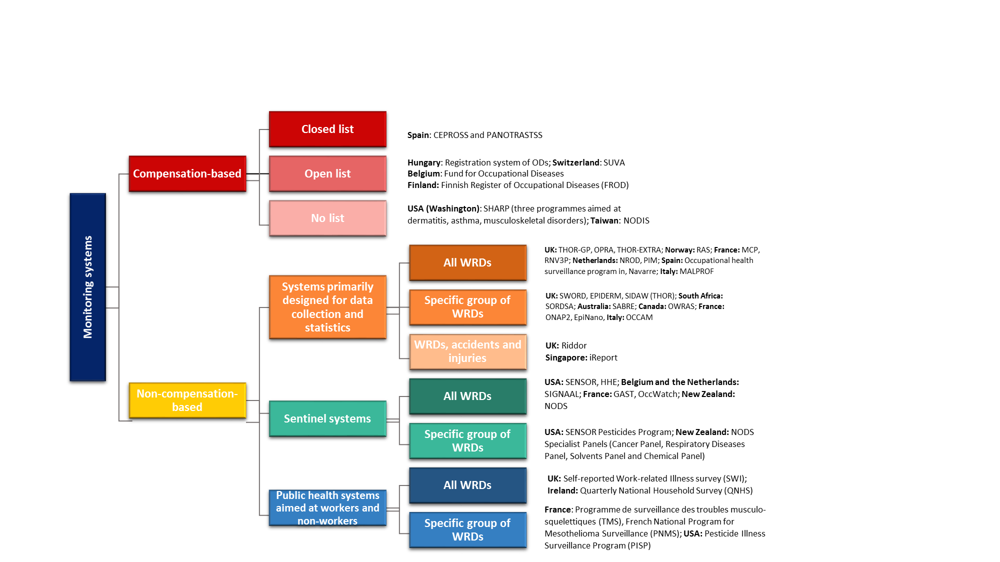 Monitoring systems
Compensation-based
Closed list
Spain: CEPROSS and PANOTRASTSS
Open list
Hungary: Registration system of ODs; Switzerland: SUVA
Belgium: Fund for Occupational Diseases
Finland: Finnish Register of Occupational Diseases (FROD)
No list
USA (Washington): SHARP (three programmes aimed at
dermatitis, asthma, musculoskeletal disorders); Taiwan: NODIS
Non-compensation-
based
Systems primarily
designed for data
collection and
statistics
All WRDs
UK: THOR-GP, OPRA, THOR-EXTRA; Norway: RAS; France: MCP,
RNV3P; Netherlands: NROD, PIM; Spain: Occupational health
surveillance program in, Navarre; Italy: MALPROF
Specific group of
WRDs
UK: SWORD, EPIDERM, SIDAW (THOR); South Africa:
SORDSA; Australia: SABRE; Canada: OWRAS; France:
ONAP2, EpiNano, Italy: OCCAM
WRDs, accidents and
injuries
UK: Riddor
Singapore: iReport
Sentinel systems
All WRDs
USA: SENSOR, HHE; Belgium and the Netherlands:
SIGNAAL; France: GAST, OccWatch; New Zealand:
NODS
Specific group of
WRDs
USA: SENSOR Pesticides Program; New Zealand: NODS
Specialist Panels (Cancer Panel, Respiratory Diseases
Panel, Solvents Panel and Chemical Panel)
Public health systems
aimed at workers and
non-workers
All WRDs
UK: Self-reported Work-related Illness survey (SWI);
Ireland: Quarterly National Household Survey (QNHS)
Specific group of
WRDs
France: Programme de surveillance des troubles musculo-
squelettiques (TMS), French National Program for
Mesothelioma Surveillance (PNMS); USA: Pesticide Illness
Surveillance Program (PISP)